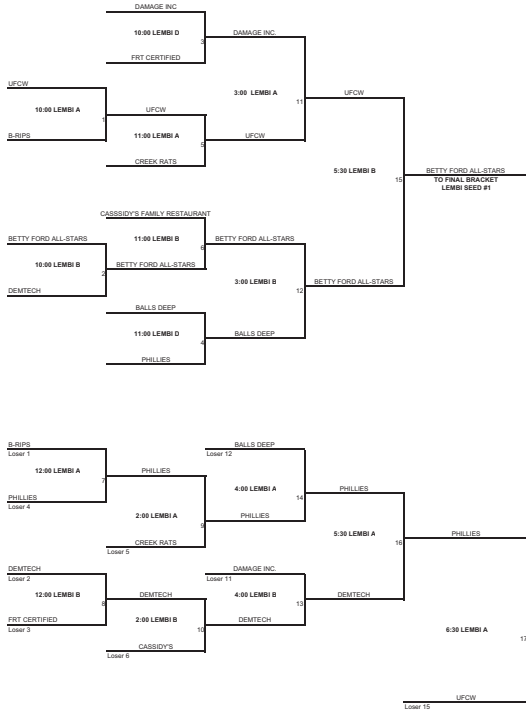 DAMAGE INC
10:00 LEMBI D
3
DAMAGE INC.
FRT CERTIFIED
UFCW
3:00 LEMBI A
11
UFCW
10:00 LEMBI A
1
UFCW
B-RIPS
11:00 LEMBI A
5
UFCW
CREEK RATS
5:30 LEMBI B
15
BETTY FORD ALL-STARS
TO FINAL BRACKET
LEMBI SEED #1
CASSSIDY'S FAMILY RESTAURANT
BETTY FORD ALL-STARS
11:00 LEMBI B
6
BETTY FORD ALL-STARS
10:00 LEMBI B
2
BETTY FORD ALL-STARS
DEMTECH
3:00 LEMBI B
12
BETTY FORD ALL-STARS
BALLS DEEP
11:00 LEMBI D
4
BALLS DEEP
PHILLIES
B-RIPS
Loser 1
BALLS DEEP
Loser 12
12:00 LEMBI A
7
PHILLIES
4:00 LEMBI A
14
PHILLIES
PHILLIES
Loser 4
2:00 LEMBI A
9
PHILLIES
CREEK RATS
Loser 5
5:30 LEMBI A
16
PHILLIES
DEMTECH
Loser 2
DAMAGE INC.
Loser 11
12:00 LEMBI B
8
DEMTECH
4:00 LEMBI B
13
DEMTECH
FRT CERTIFIED
Loser 3
2:00 LEMBI B
10
DEMTECH
CASSIDY'S
Loser 6
6:30 LEMBI A
17
UFCW
Loser 15